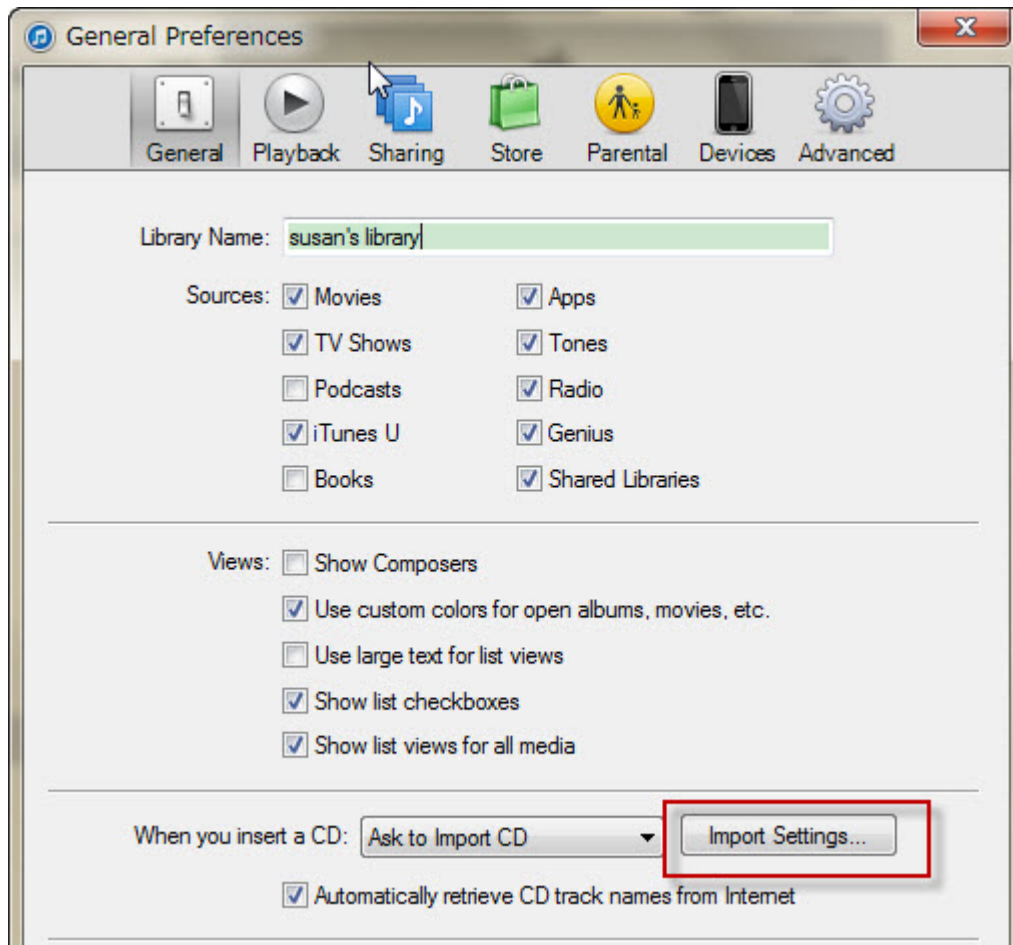 General Preferences
General Playback Sharing Store Parental Devices Advanced
Library Name: susan's library
Sources: Movies Apps
TV Shows Tones
Podcasts Radio
iTunes U Genius
Books Shared Libraries
Views: Show Composers
Use custom colors for open albums, movies, etc.
Use large text for list views
Show list checkboxes
Show list views for all media
When you insert a CD: Ask to Import CD Import Settings...
Automatically retrieve CD track names from Internet